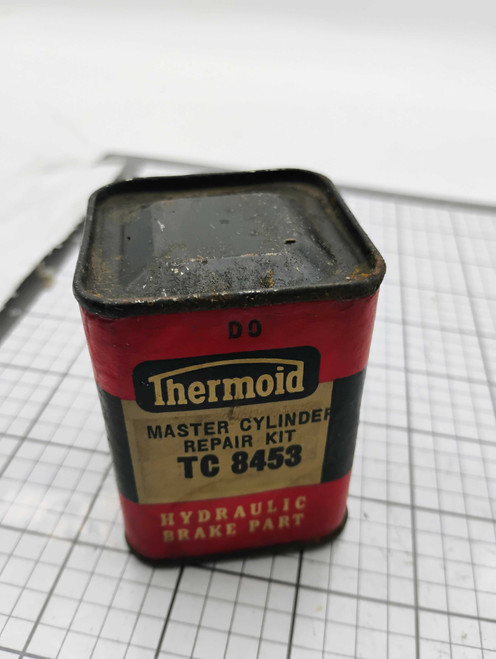 DO
Thermoid
MASTER CYLINDER
REPAIR KIT
TC 8453
HYDRAULIC
BRAKE PART